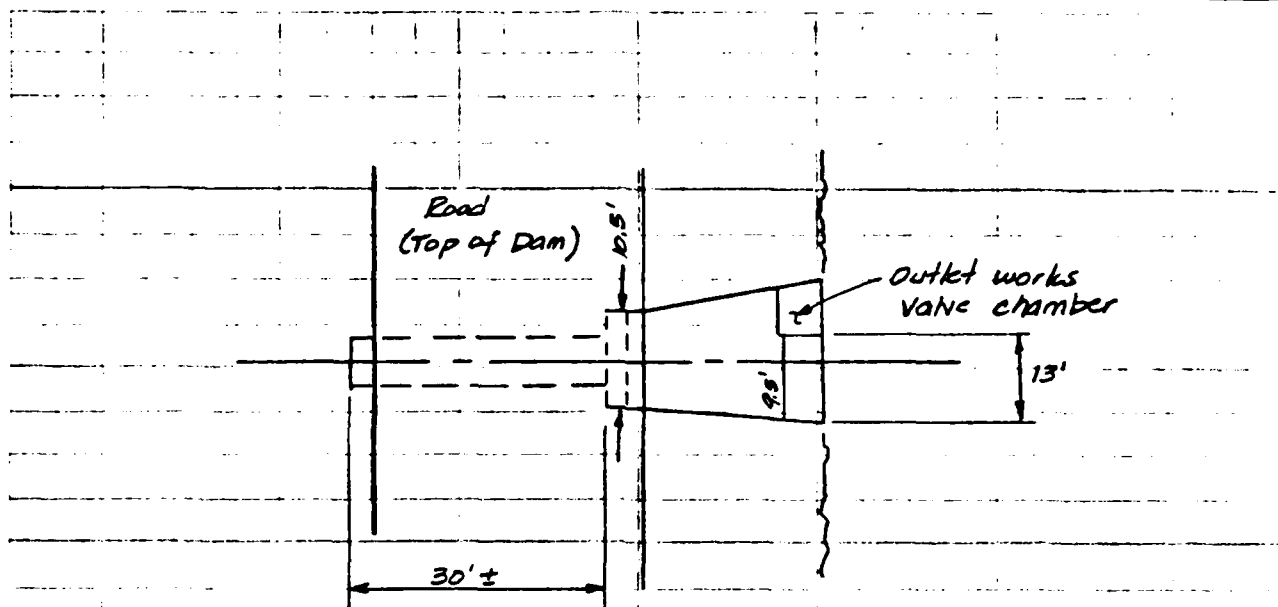 Road
(Top of Dam)
10.5'
Outlet works
valve chamber
9.5'
13'
30' ±